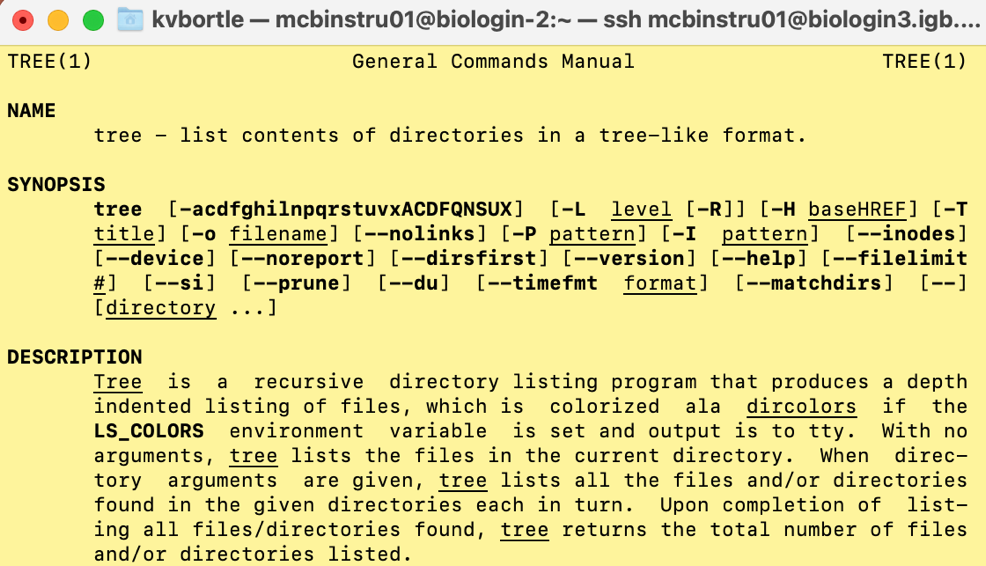 kvbortle — mcbinstru01@biologin-2:~ — ssh mcbinstru01@biologin3.igb....
TREE(1) General Commands Manual TREE(1)
NAME
tree - list contents of directories in a tree-like format.
SYNOPSIS
tree [-acdfghilnpqrstuvxACDFQNSUX] [-L level [-R]] [-H baseHREF] [-T
title] [-o filename] [--nolinks] [-P pattern] [-I pattern] [--inodes]
[--device] [--noreport] [--dirsfirst] [--version] [--help] [--filelimit
#] [--si] [--prune] [--du] [--timefmt format] [--matchdirs] [--]
[directory ...]
DESCRIPTION
Tree is a recursive directory listing program that produces a depth
indented listing of files, which is colorized ala dircolors if the
LS_COLORS environment variable is set and output is to tty. With no
arguments, tree lists the files in the current directory. When direc-
tory arguments are given, tree lists all the files and/or directories
found in the given directories each in turn. Upon completion of list-
ing all files/directories found, tree returns the total number of files
and/or directories listed.